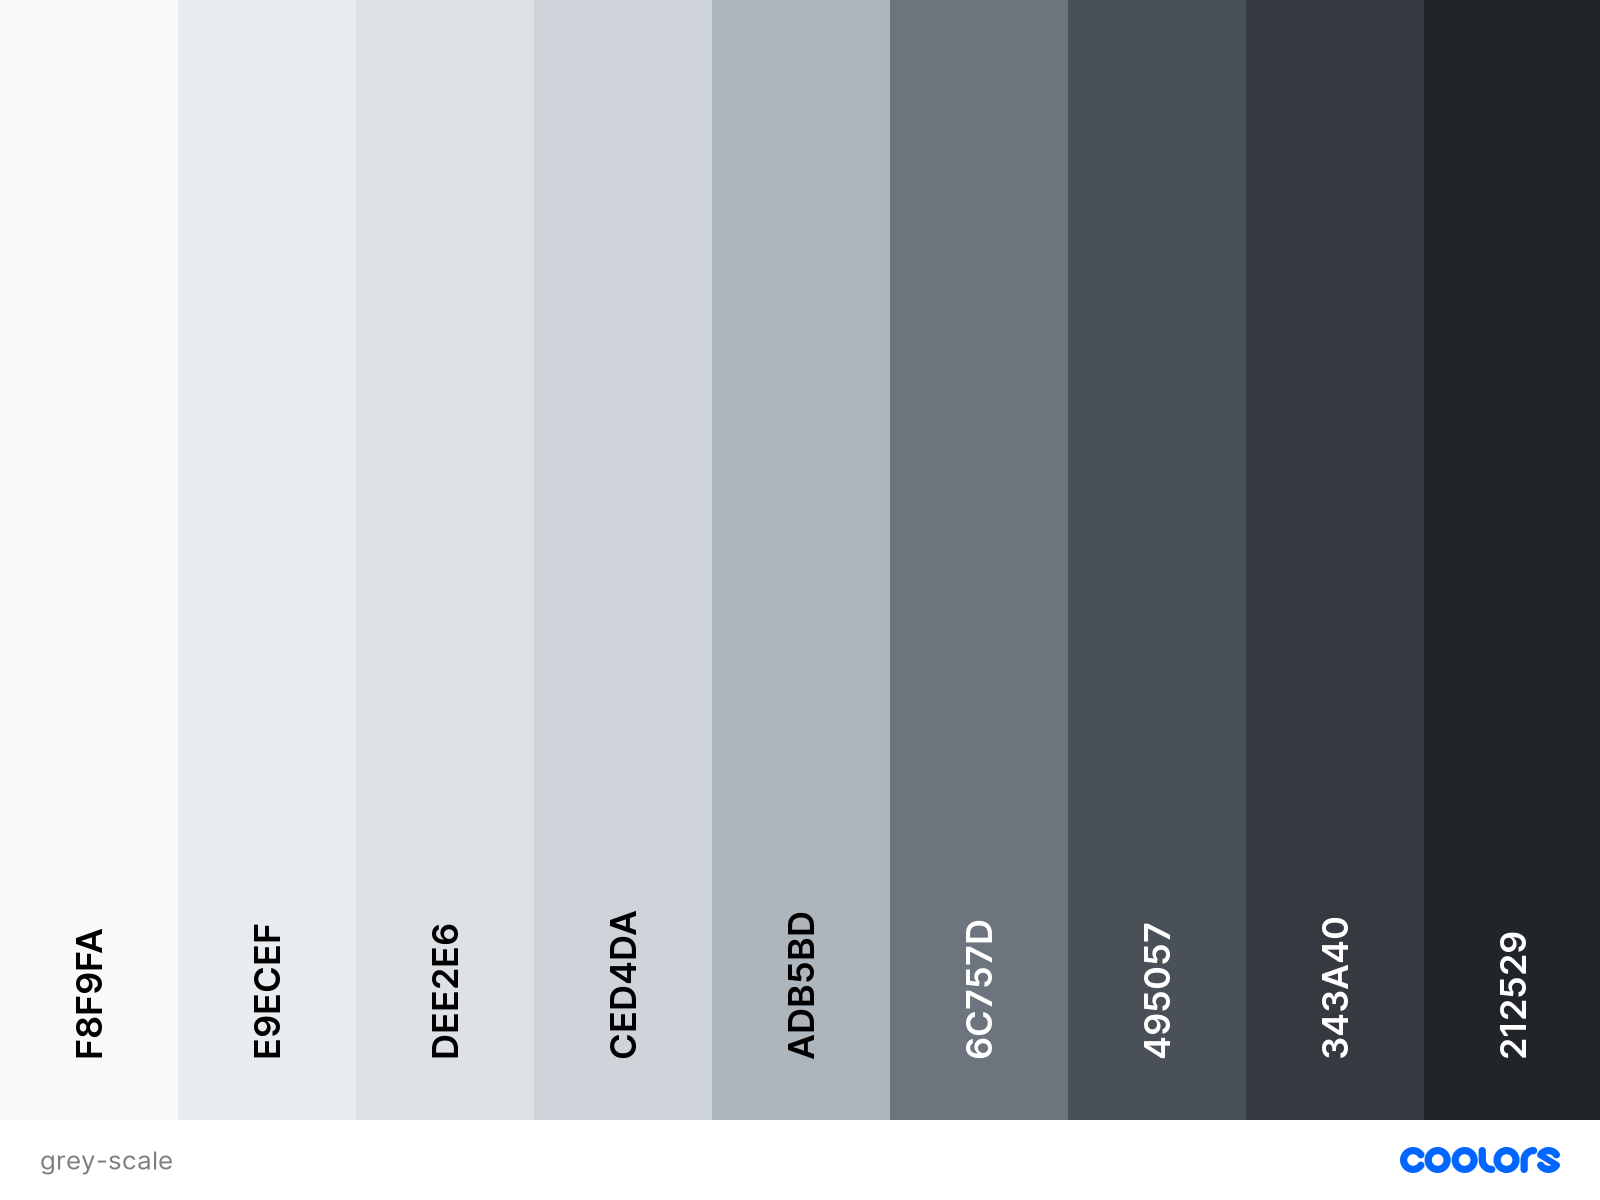 F8F9FA
E9ECEF
DEE2E6
CED4DA
ADB5BD
6C757D
495057
343A40
212529
grey-scale
coolors